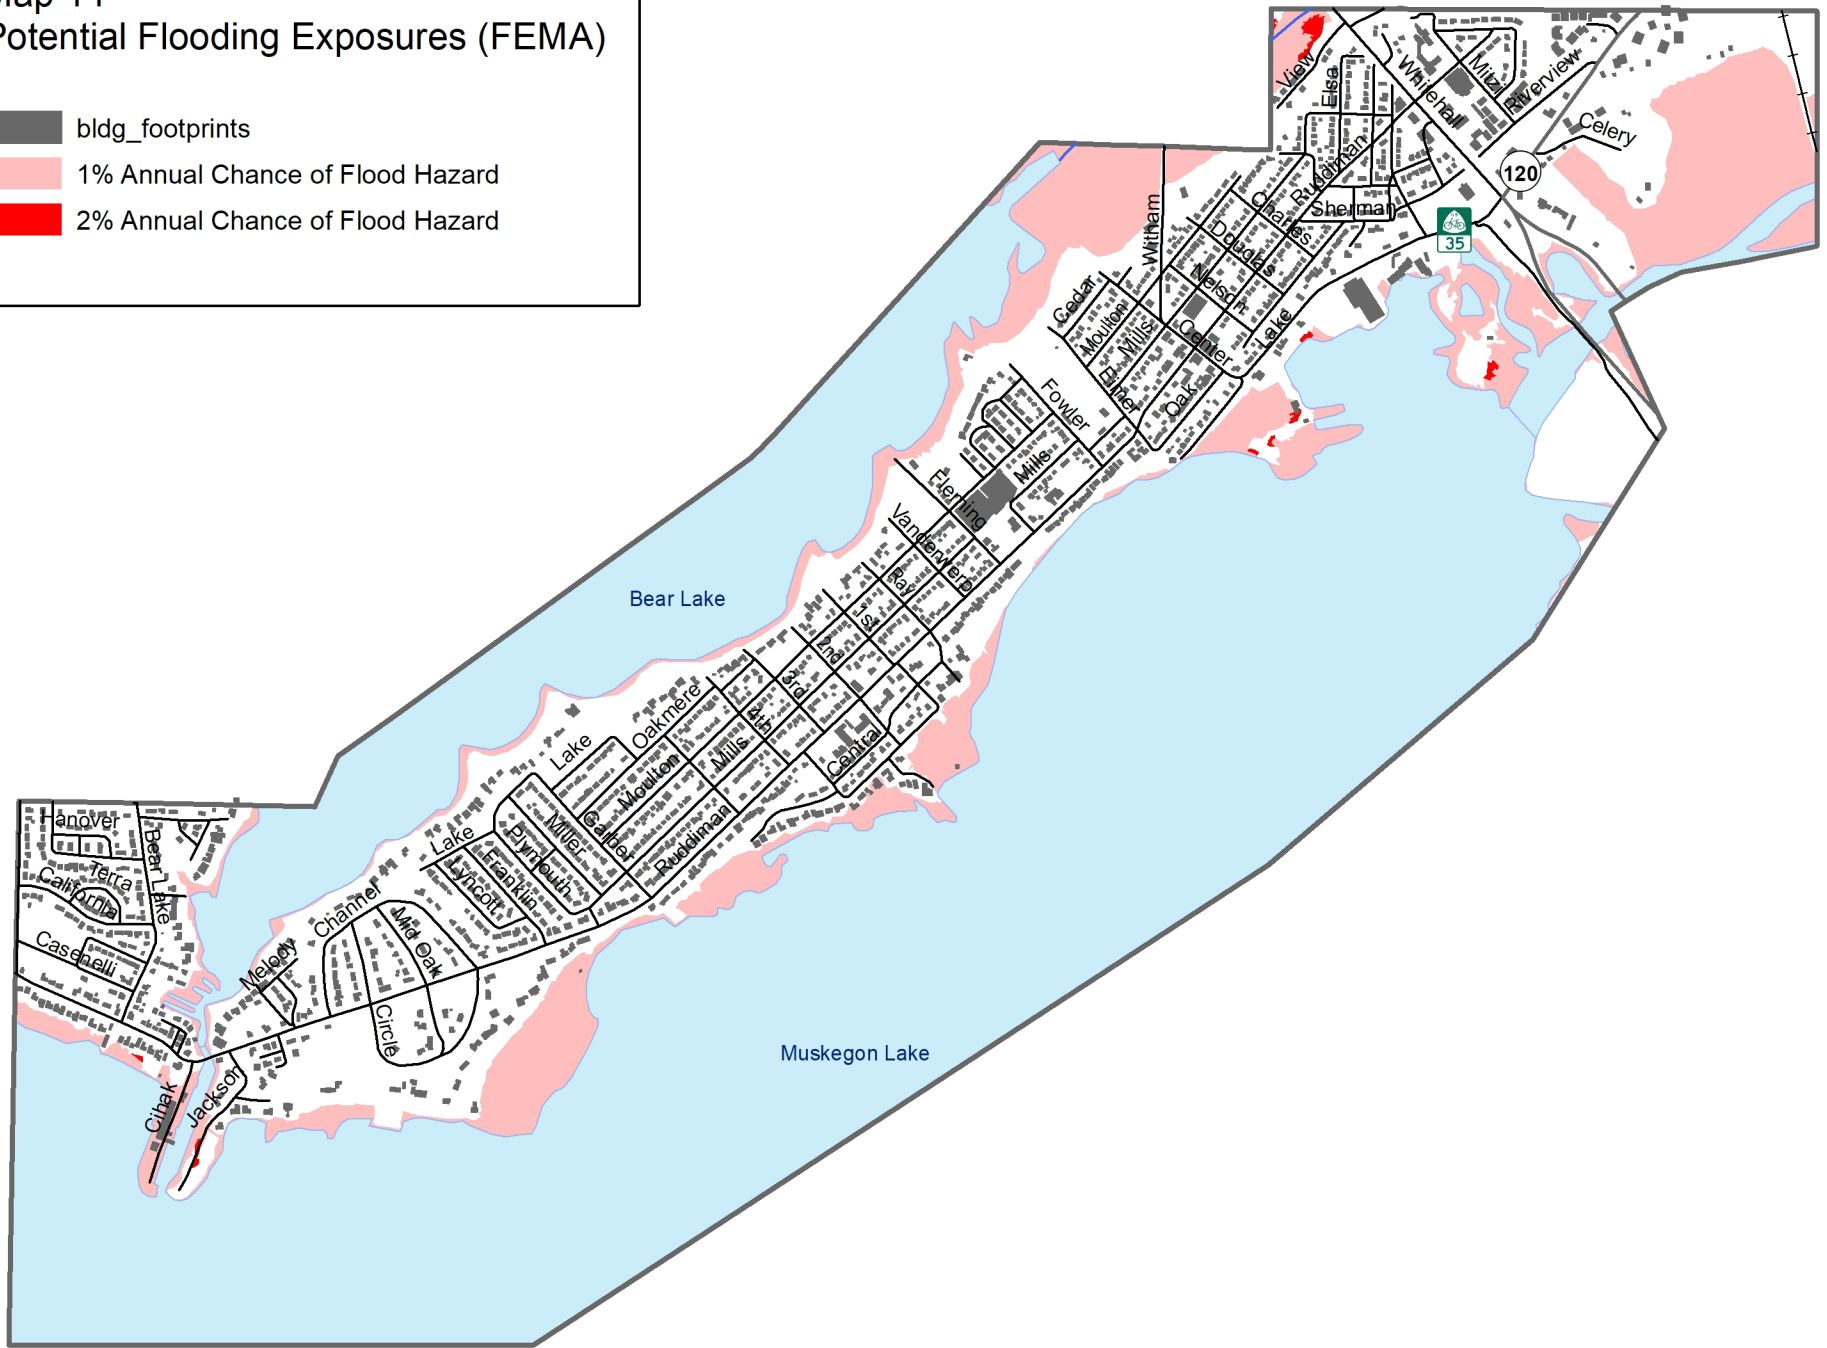 Potential Flooding Exposures (FEMA)
bldg_footprints
1% Annual Chance of Flood Hazard
2% Annual Chance of Flood Hazard
View
Elsa
Whitehall
Mitzi
Riverview
Celery
120
Ruddiman
Sherman
35
Charles
Witham
Douglas
Nelson
Cedar
Moulton
Mills
Center
Lake
Elmer
Oak
Fowler
Mills
Fleming
Vanderwerp
Ray
1st
2nd
3rd
4th
Bear Lake
Oakmere
Lake
Mills
Central
Moulton
Garber
Ruddiman
Miller
Plymouth
Lake
Franklin
Lyncott
Hanover
Bear Lake
Terra
California
Channel
Mid Oak
Casenelli
Melody
Circle
Muskegon Lake
Cihak
Jackson